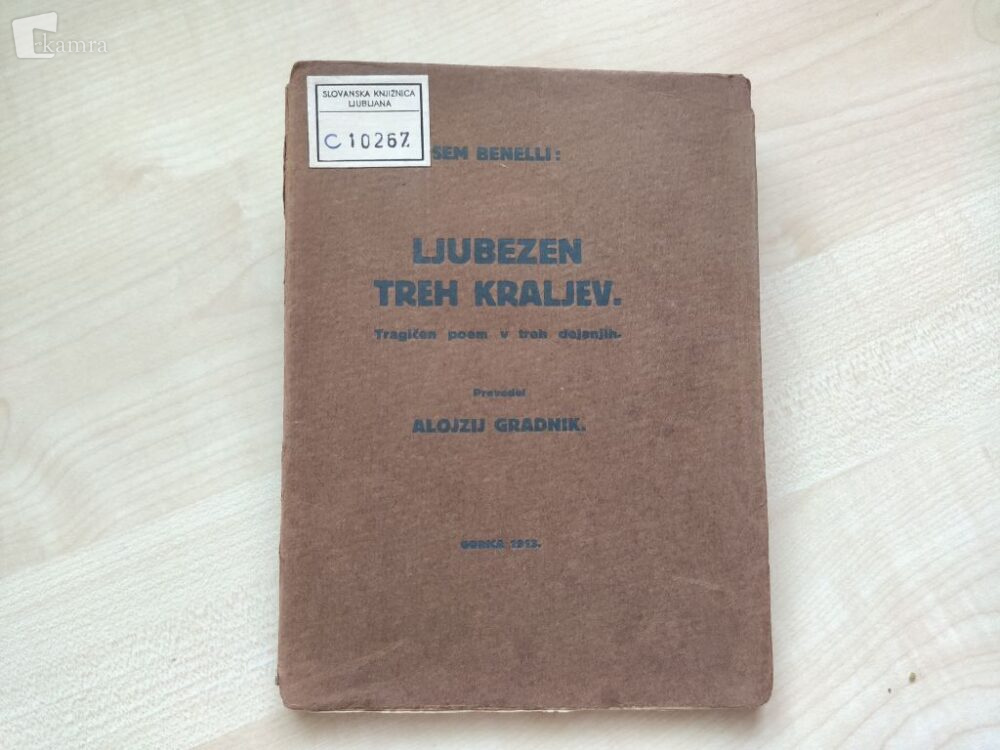 kamra
SLOVANSKA KNJIŽNICA
LJUBLJANA
C 10267
SEM BENELLI:
LJUBEZEN
TREH KRALJEV.
Tragičen poem v treh dejanjih.
Prevedel
ALOJZIJ GRADNIK.
GORICA 1913.